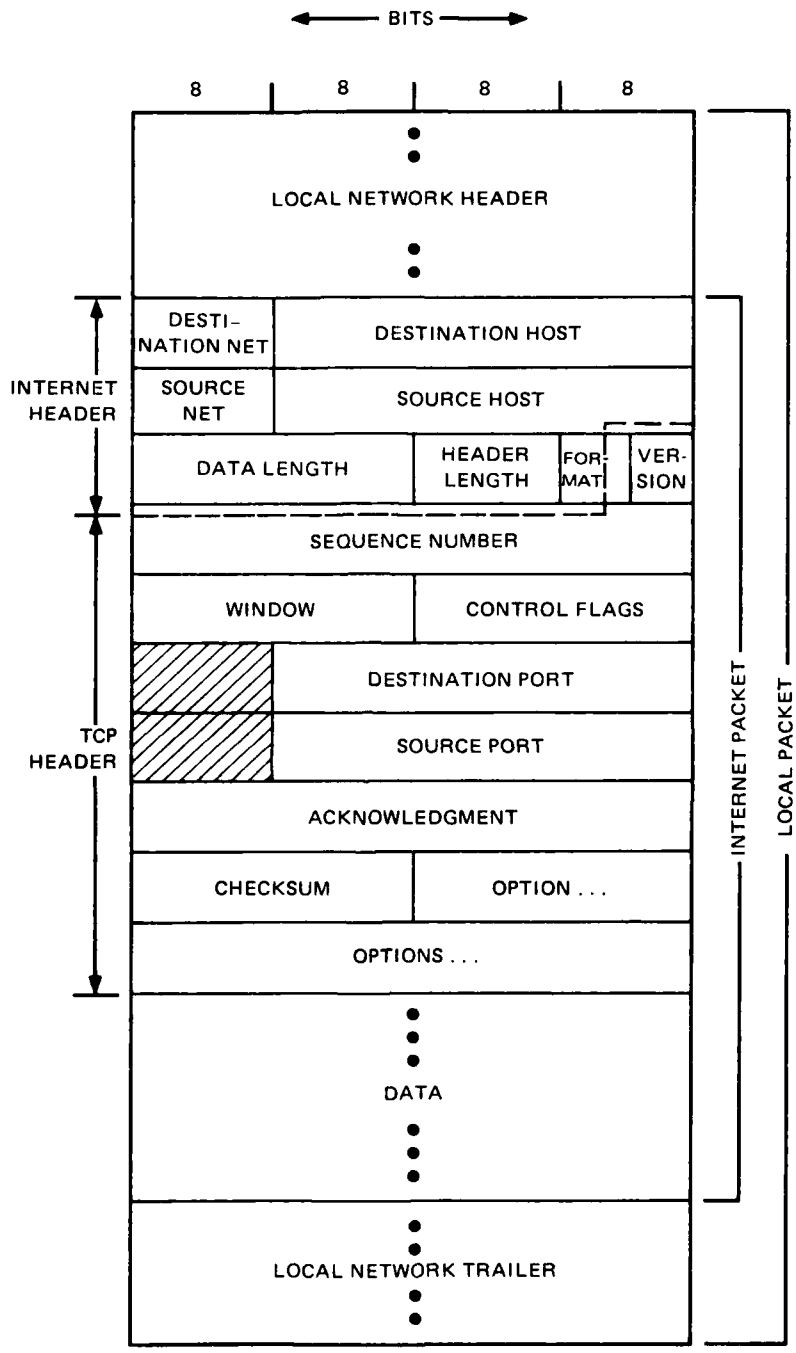 BITS
8 8 8 8
LOCAL NETWORK HEADER
DESTI-
NATION NET
DESTINATION HOST
INTERNET
HEADER
SOURCE
NET
SOURCE HOST
DATA LENGTH
HEADER
LENGTH
FOR-
MAT
VER-
SION
SEQUENCE NUMBER
WINDOW
CONTROL FLAGS
DESTINATION PORT
TCP
HEADER
SOURCE PORT
ACKNOWLEDGMENT
CHECKSUM
OPTION ...
OPTIONS ...
DATA
LOCAL NETWORK TRAILER
INTERNET PACKET
LOCAL PACKET